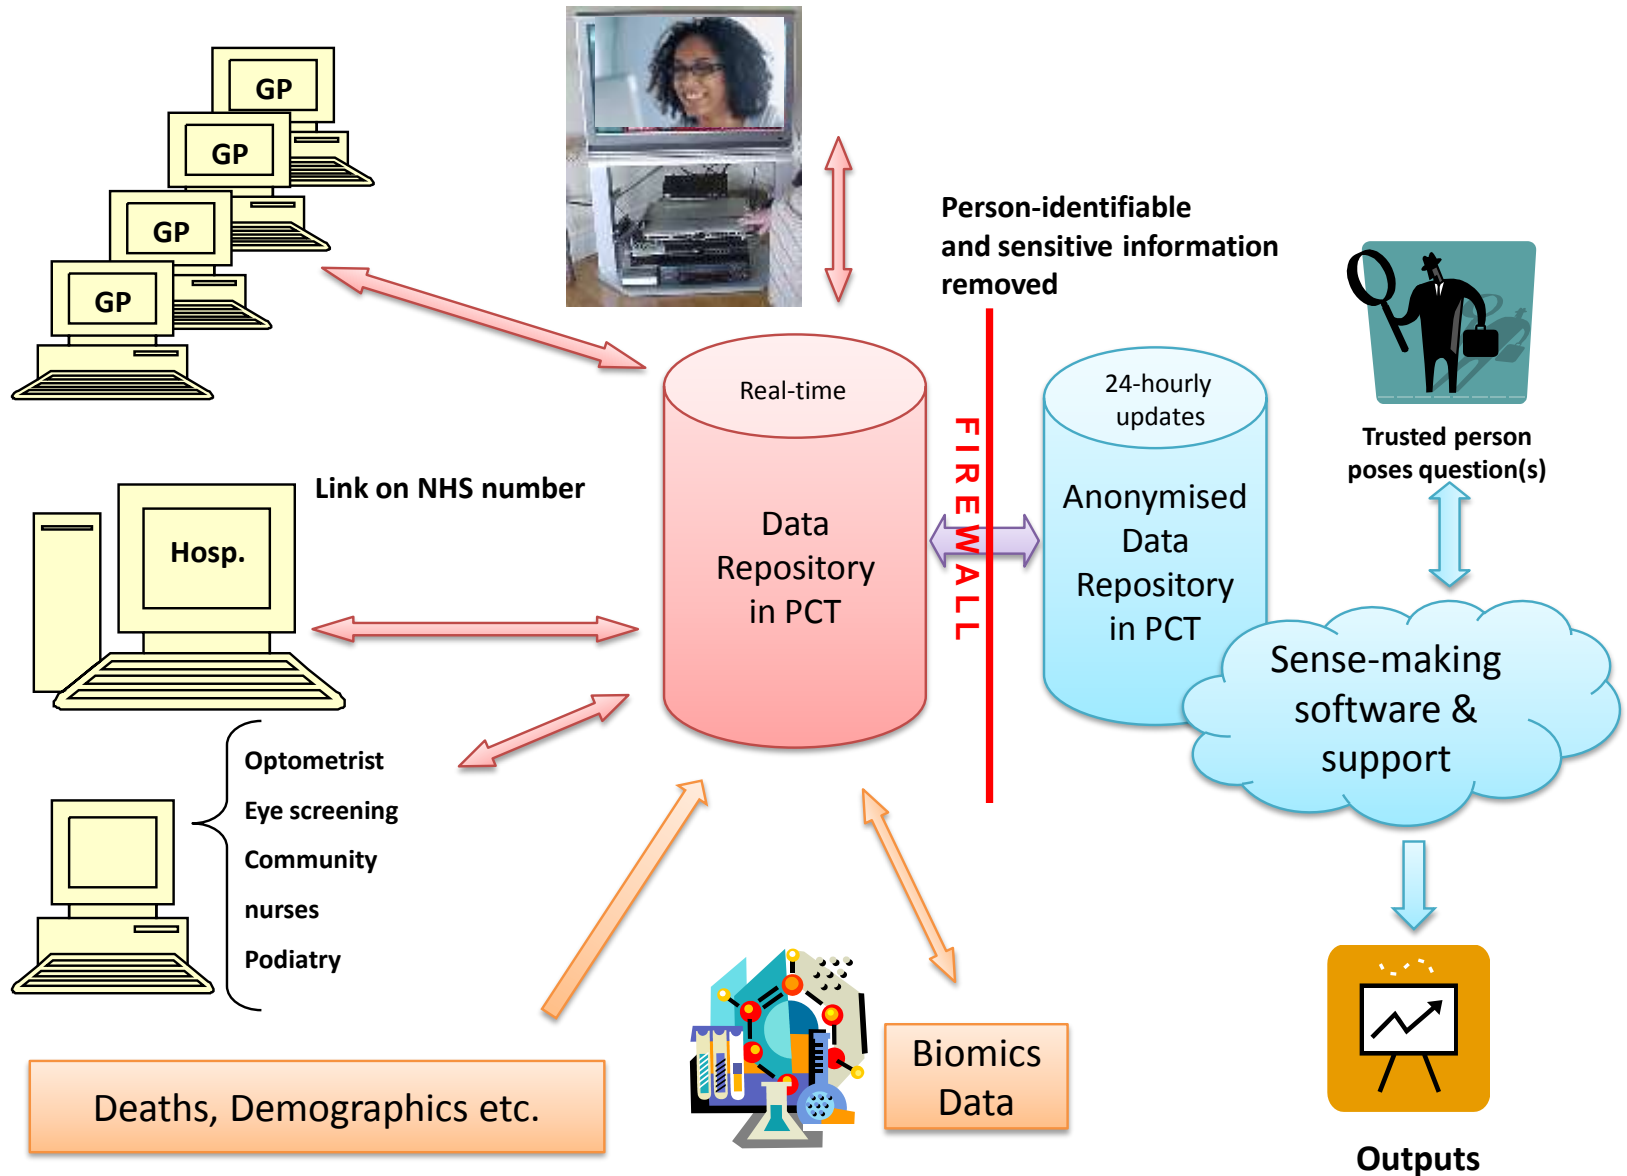 GP
GP
GP
GP
Person-identifiable
and sensitive information
removed
Real-time
Data
Repository
in PCT
FIREWALL
24-hourly
updates
Anonymised
Data
Repository
in PCT
Trusted person
poses question(s)
Link on NHS number
Hosp.
Sense-making
software &
support
Optometrist
Eye screening
Community
nurses
Podiatry
Deaths, Demographics etc.
Biomics
Data
Outputs